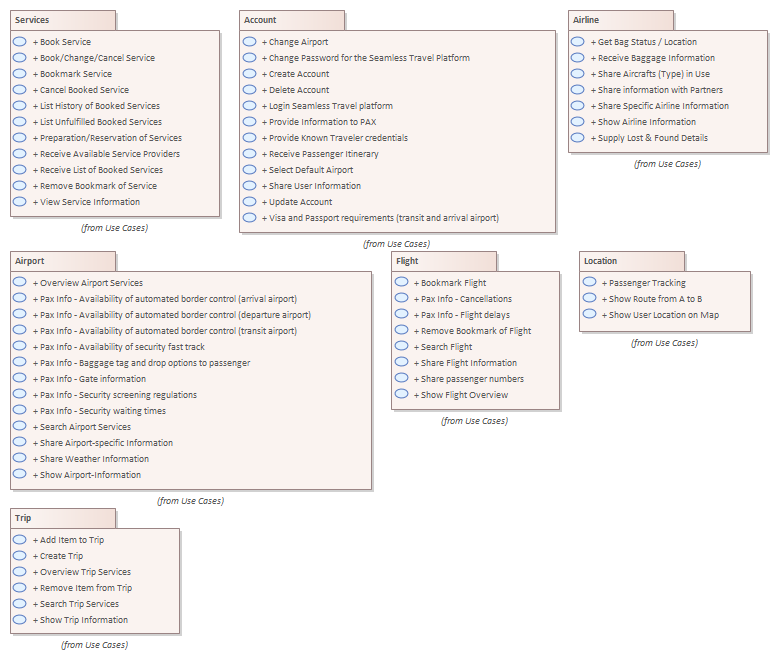 Services
+ Book Service
+ Book/Change/Cancel Service
+ Bookmark Service
+ Cancel Booked Service
+ List History of Booked Services
+ List Unfulfilled Booked Services
+ Preparation/Reservation of Services
+ Receive Available Service Providers
+ Receive List of Booked Services
+ Remove Bookmark of Service
+ View Service Information
(from Use Cases)
Account
+ Change Airport
+ Change Password for the Seamless Travel Platform
+ Create Account
+ Delete Account
+ Login Seamless Travel platform
+ Provide Information to PAX
+ Provide Known Traveler credentials
+ Receive Passenger Itinerary
+ Select Default Airport
+ Share User Information
+ Update Account
+ Visa and Passport requirements (transit and arrival airport)
(from Use Cases)
Airline
+ Get Bag Status / Location
+ Receive Baggage Information
+ Share Aircrafts (Type) in Use
+ Share information with Partners
+ Share Specific Airline Information
+ Show Airline Information
+ Supply Lost & Found Details
(from Use Cases)
Airport
+ Overview Airport Services
+ Pax Info - Availability of automated border control (arrival airport)
+ Pax Info - Availability of automated border control (departure airport)
+ Pax Info - Availability of automated border control (transit airport)
+ Pax Info - Availability of security fast track
+ Pax Info - Baggage tag and drop options to passenger
+ Pax Info - Gate information
+ Pax Info - Security screening regulations
+ Pax Info - Security waiting times
+ Search Airport Services
+ Share Airport-specific Information
+ Share Weather Information
+ Show Airport-Information
(from Use Cases)
Flight
+ Bookmark Flight
+ Pax Info - Cancellations
+ Pax Info - Flight delays
+ Remove Bookmark of Flight
+ Search Flight
+ Share Flight Information
+ Share passenger numbers
+ Show Flight Overview
(from Use Cases)
Location
+ Passenger Tracking
+ Show Route from A to B
+ Show User Location on Map
(from Use Cases)
Trip
+ Add Item to Trip
+ Create Trip
+ Overview Trip Services
+ Remove Item from Trip
+ Search Trip Services
+ Show Trip Information
(from Use Cases)